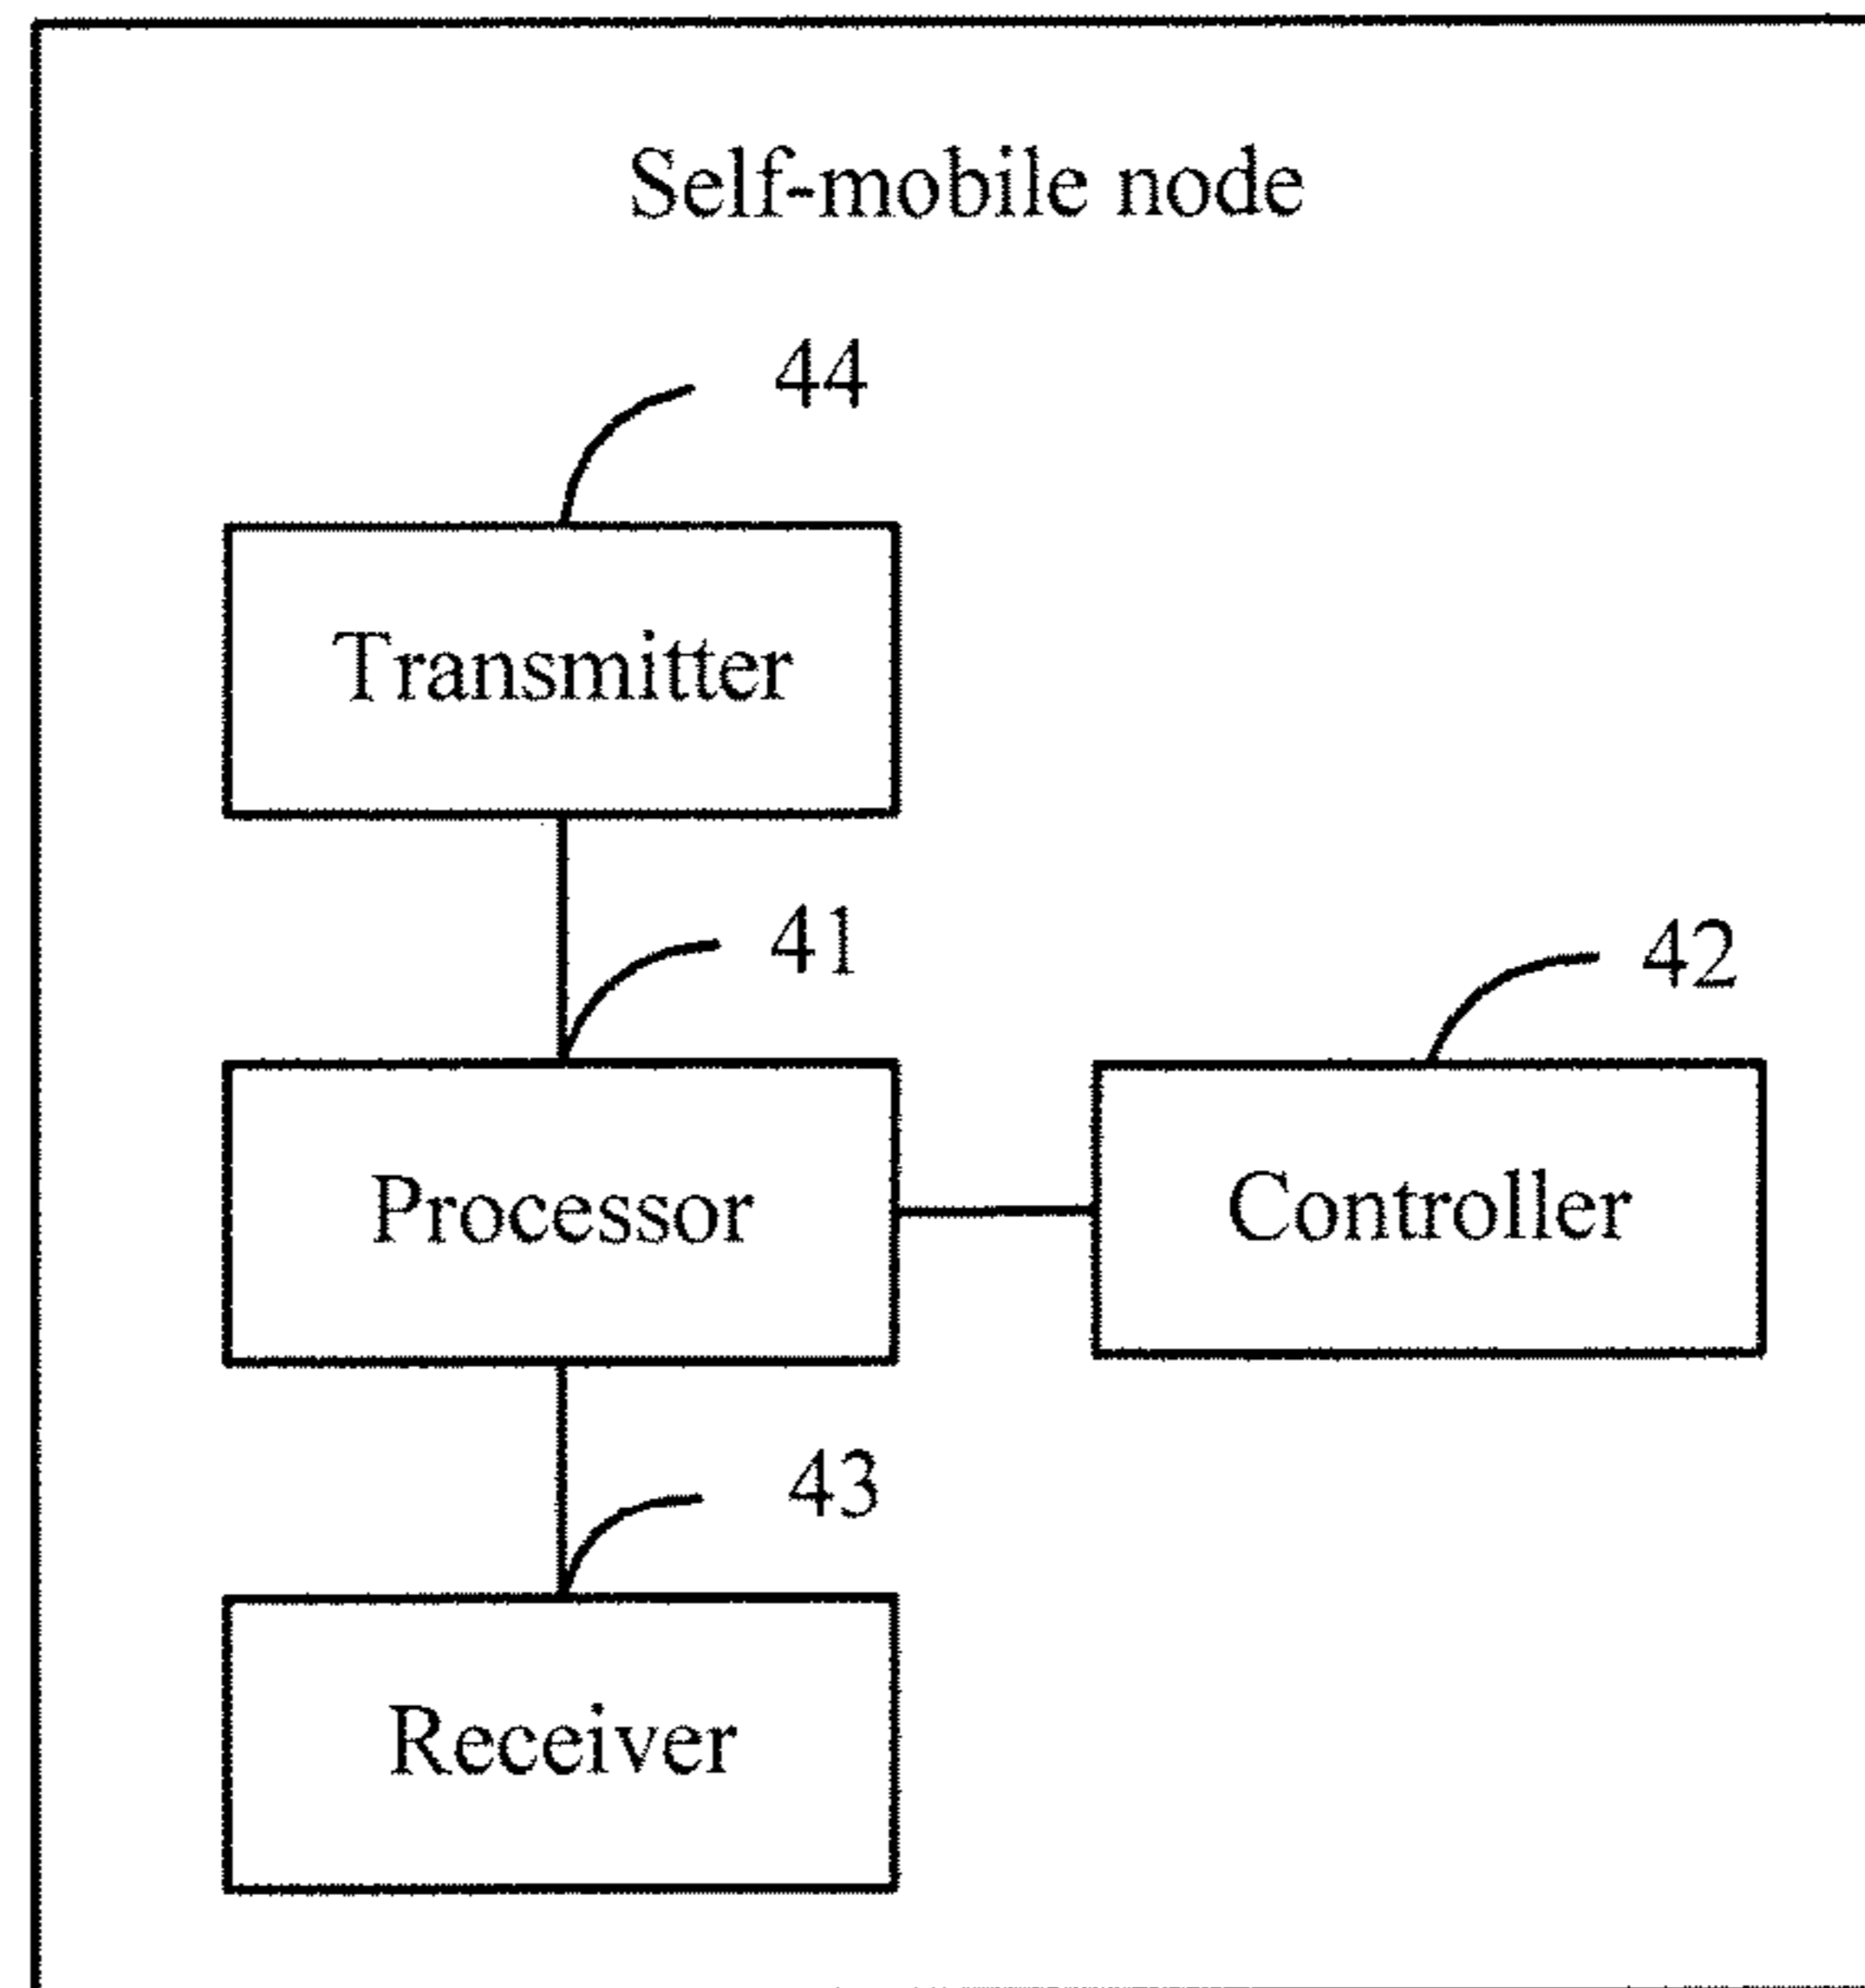 Self-mobile node
44
Transmitter
41
42
Processor
Controller
43
Receiver